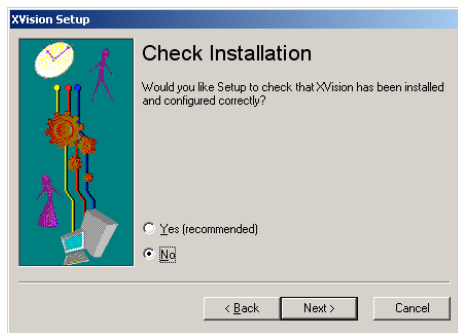 XVision Setup
Check Installation
Would you like Setup to check that XVision has been installed
and configured correctly?
Yes (recommended)
No
< Back
Next >
Cancel